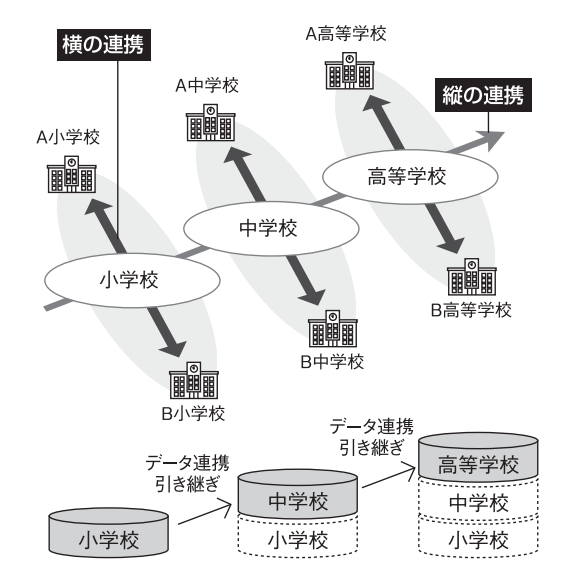 横の連携
A高等学校
A中学校
縦の連携
A小学校
高等学校
中学校
小学校
B高等学校
B中学校
B小学校
データ連携
引き継ぎ
データ連携
引き継ぎ
高等学校
中学校
中学校
小学校
小学校
小学校